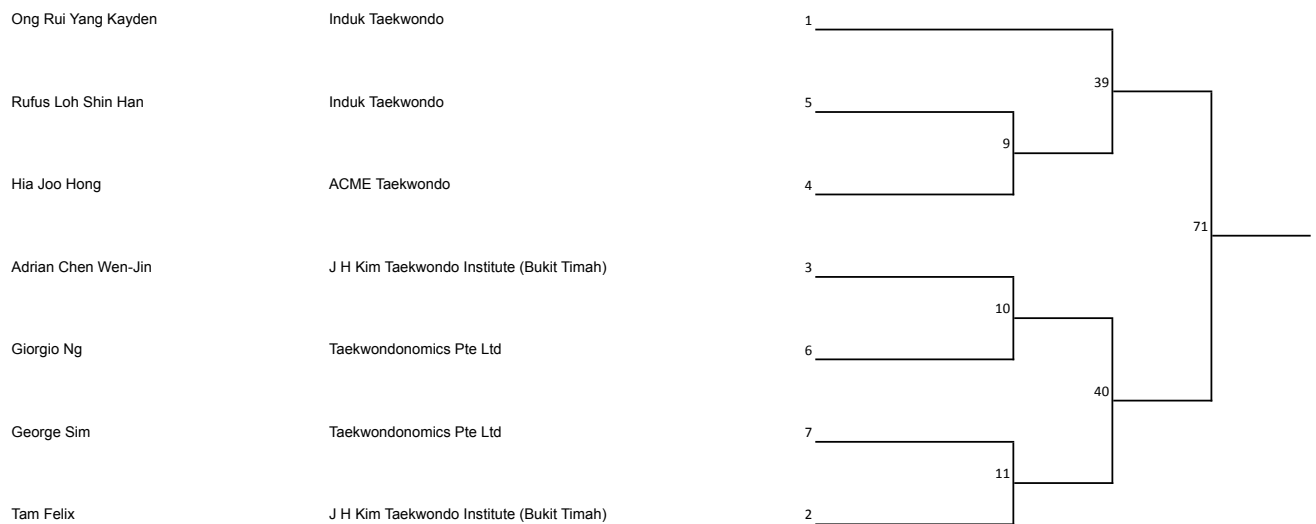 Ong Rui Yang Kayden Induk Taekwondo 1
39
Rufus Loh Shin Han Induk Taekwondo 5
9
Hia Joo Hong ACME Taekwondo 4
71
Adrian Chen Wen-Jin J H Kim Taekwondo Institute (Bukit Timah) 3
10
Giorgio Ng Taekwondonomics Pte Ltd 6
40
George Sim Taekwondonomics Pte Ltd 7
11
Tam Felix J H Kim Taekwondo Institute (Bukit Timah) 2